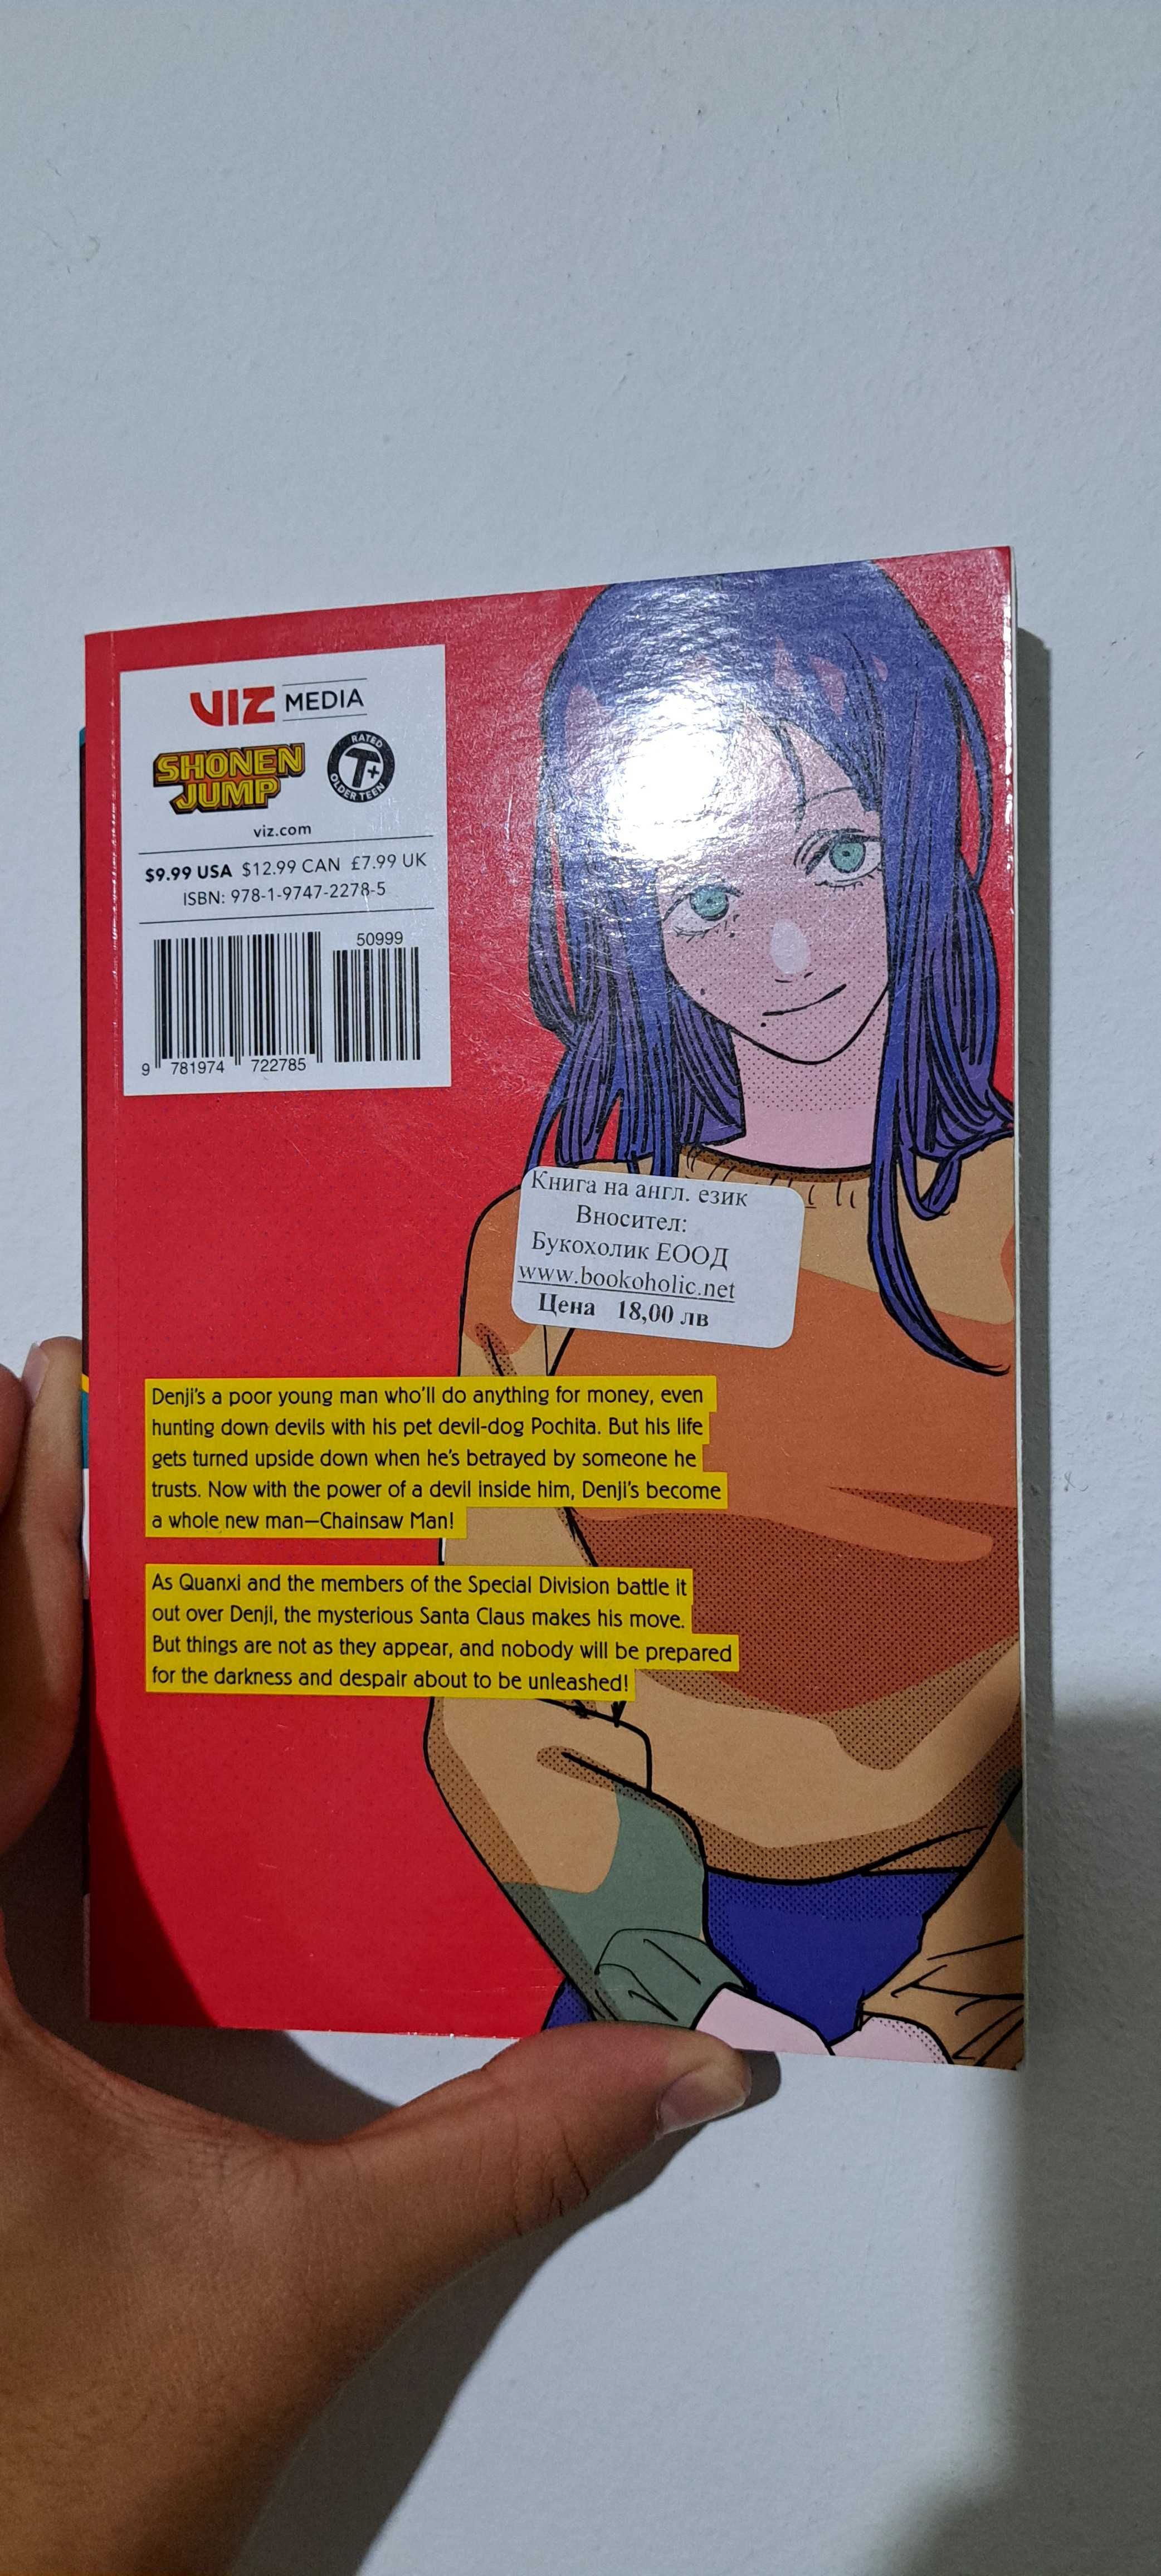 VIZ MEDIA
SHONEN
JUMP
RATED
T+
OLDER TEEN
viz.com
$9.99 USA $12.99 CAN £7.99 UK
ISBN: 978-1-9747-2278-5
50999
9 781974 722785
Книга на англ. език
Вносител:
Букохолик ЕООД
www.bookoholic.net
Цена 18,00 лв
Denji's a poor young man who'll do anything for money, even
hunting down devils with his pet devil-dog Pochita. But his life
gets turned upside down when he's betrayed by someone he
trusts. Now with the power of a devil inside him, Denji's become
a whole new man—Chainsaw Man!
As Quanxi and the members of the Special Division battle it
out over Denji, the mysterious Santa Claus makes his move.
But things are not as they appear, and nobody will be prepared
for the darkness and despair about to be unleashed!